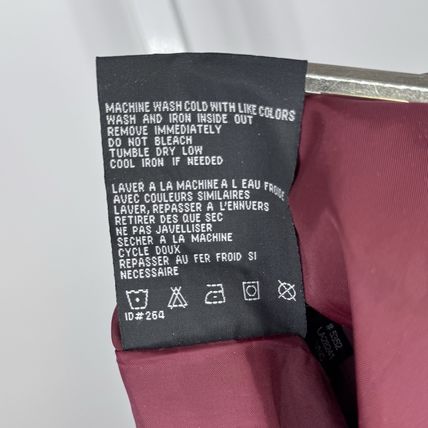 MACHINE WASH COLD WITH LIKE COLORS
WASH AND IRON INSIDE OUT
REMOVE IMMEDIATELY
DO NOT BLEACH
TUMBLE DRY LOW
COOL IRON IF NEEDED
LAVER A LA MACHINE A L EAU FROIDE
AVEC COULEURS SIMILAIRES
LAVER, REPASSER A L'ENNVERS
RETIRER DES QUE SEC
NE PAS JAVELLISER
SECHER A LA MACHINE
CYCLE DOUX
REPASSER AU FER FROID SI
NECESSAIRE
ID#264